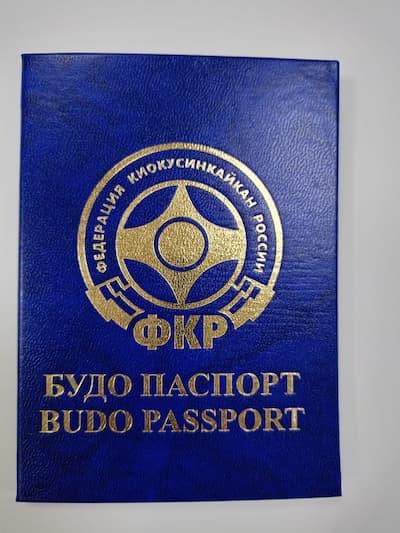 ФЕДЕРАЦИЯ КИОКУСИНКАЙКАН РОССИИ
ФКР
БУДО ПАСПОРТ
BUDO PASSPORT